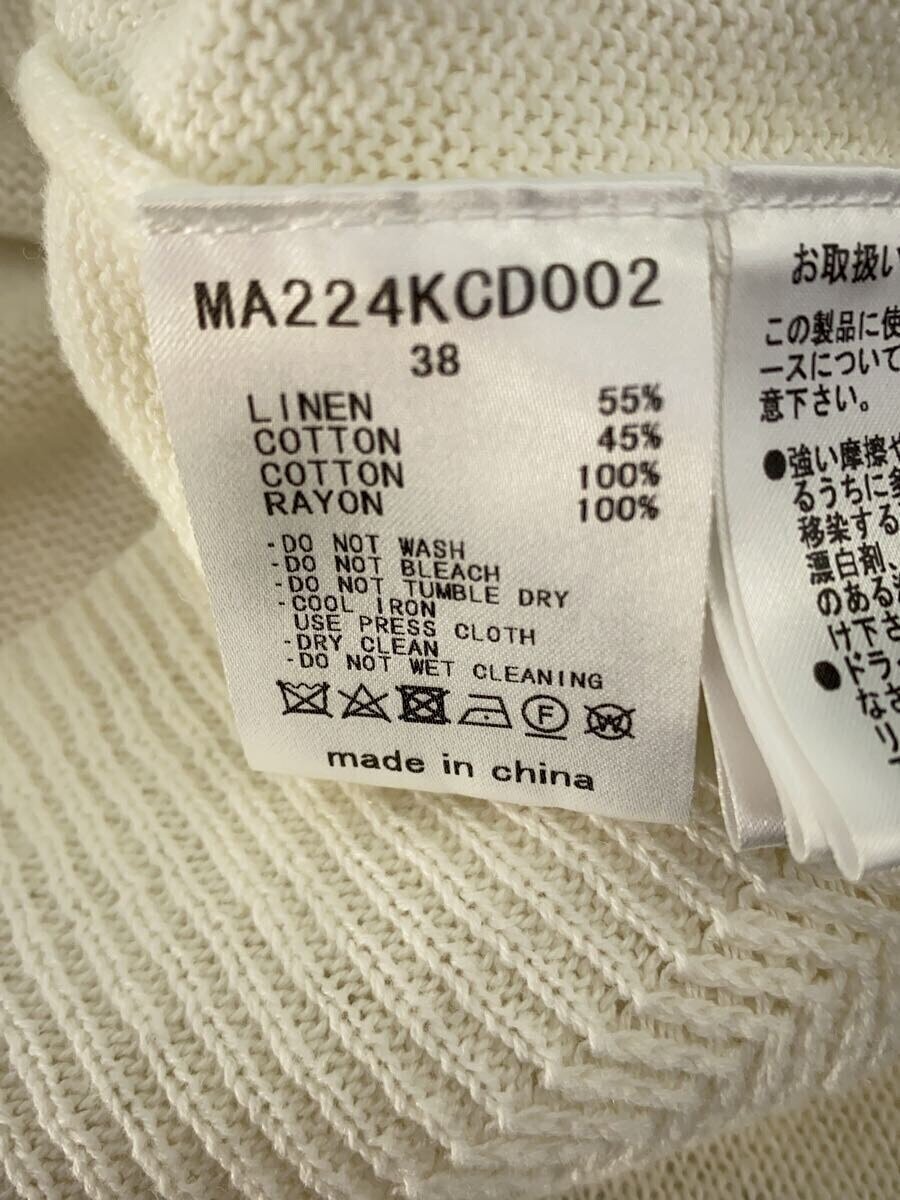 MA224KCD002
38
LINEN 55%
COTTON 45%
COTTON 100%
RAYON 100%
-DO NOT WASH
-DO NOT BLEACH
-DO NOT TUMBLE DRY
-COOL IRON
USE PRESS CLOTH
-DRY CLEAN
-DO NOT WET CLEANING
F
W
made in china
お取扱い
この製品に使
ースについて
意下さい。
●強い摩擦や
るうちに
移染する
漂白剤、
のある
け下さ
●ドラ
なさ
リ